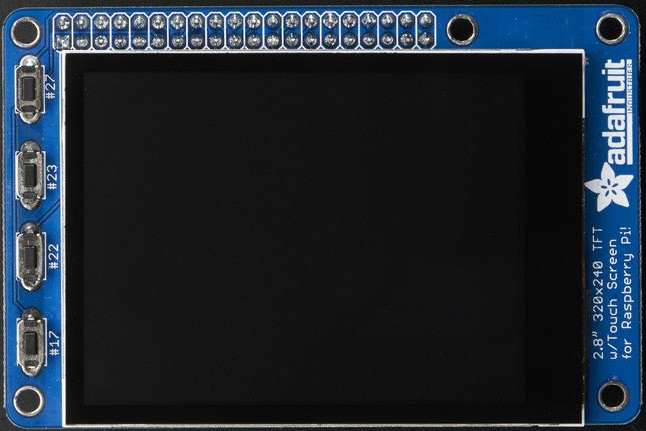 #27
#23
#22
#17
adafruit
2.8" 320x240 TFT
w/Touch Screen
for Raspberry Pi!